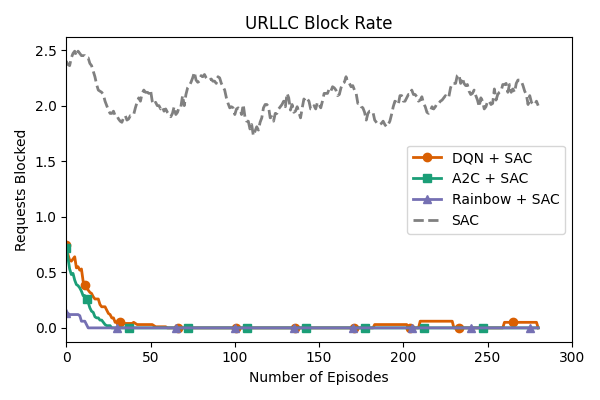 URLLC Block Rate
Requests Blocked
2.5
2.0
1.5
1.0
0.5
0.0
DQN + SAC
A2C + SAC
Rainbow + SAC
SAC
0 50 100 150 200 250 300
Number of Episodes